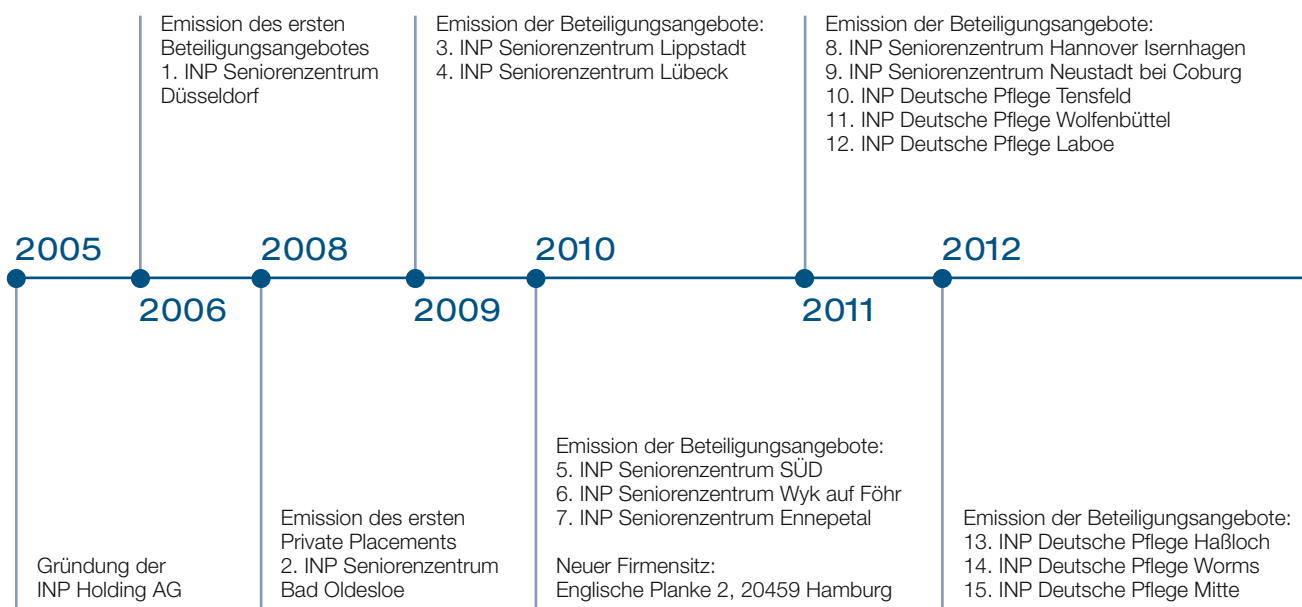 Emission des ersten
Beteiligungsangebotes
1. INP Seniorenzentrum
Düsseldorf
Emission der Beteiligungsangebote:
3. INP Seniorenzentrum Lippstadt
4. INP Seniorenzentrum Lübeck
Emission der Beteiligungsangebote:
8. INP Seniorenzentrum Hannover Isernhagen
9. INP Seniorenzentrum Neustadt bei Coburg
10. INP Deutsche Pflege Tensfeld
11. INP Deutsche Pflege Wolfenbüttel
12. INP Deutsche Pflege Laboe
2005
2008
2010
2012
2006
2009
2011
Gründung der
INP Holding AG
Emission des ersten
Private Placements
2. INP Seniorenzentrum
Bad Oldesloe
Emission der Beteiligungsangebote:
5. INP Seniorenzentrum SÜD
6. INP Seniorenzentrum Wyk auf Föhr
7. INP Seniorenzentrum Ennepetal
Neuer Firmensitz:
Englische Planke 2, 20459 Hamburg
Emission der Beteiligungsangebote:
13. INP Deutsche Pflege Haßloch
14. INP Deutsche Pflege Worms
15. INP Deutsche Pflege Mitte